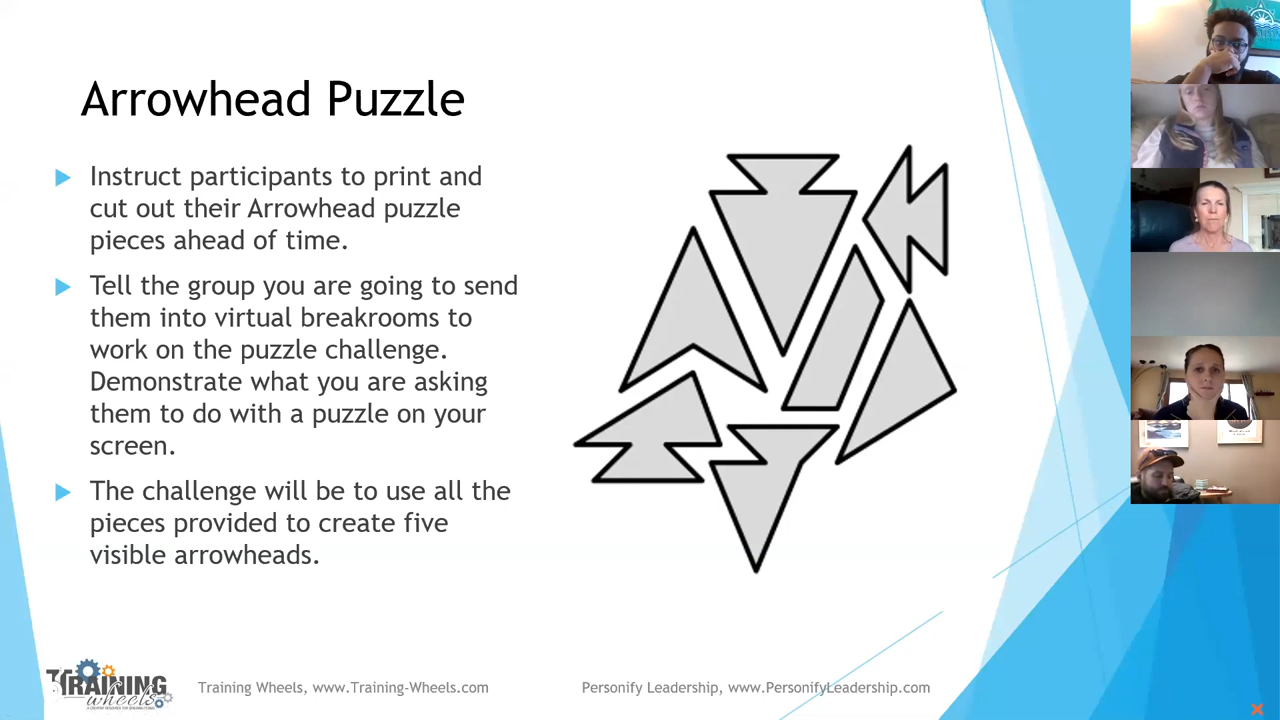 Arrowhead Puzzle
Instruct participants to print and
cut out their Arrowhead puzzle
pieces ahead of time.
Tell the group you are going to send
them into virtual breakrooms to
work on the puzzle challenge.
Demonstrate what you are asking
them to do with a puzzle on your
screen.
The challenge will be to use all the
pieces provided to create five
visible arrowheads.
TRAINING
wheels
Training Wheels, www.Training-Wheels.com
Personify Leadership, www.PersonifyLeadership.com